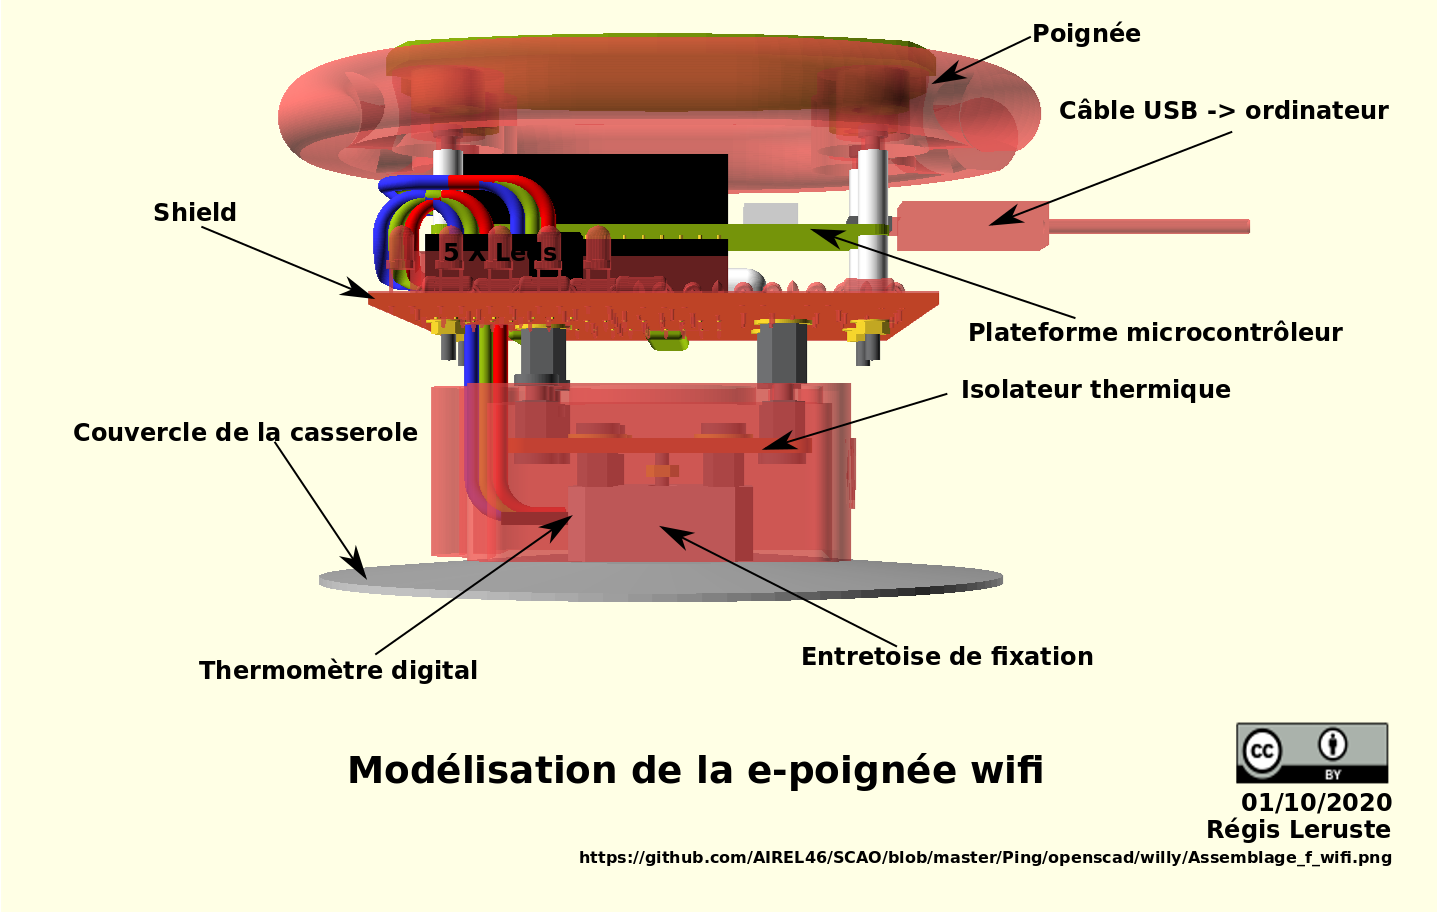 Poignée
Câble USB -> ordinateur
Shield
5 X Leds
Plateforme microcontrôleur
Isolateur thermique
Couvercle de la casserole
Thermomètre digital
Entretoise de fixation
Modélisation de la e-poignée wifi
cc
BY
01/10/2020
Régis Leruste
https://github.com/AIREL46/SCAO/blob/master/Ping/openscad/willy/Assemblage_f_wifi.png